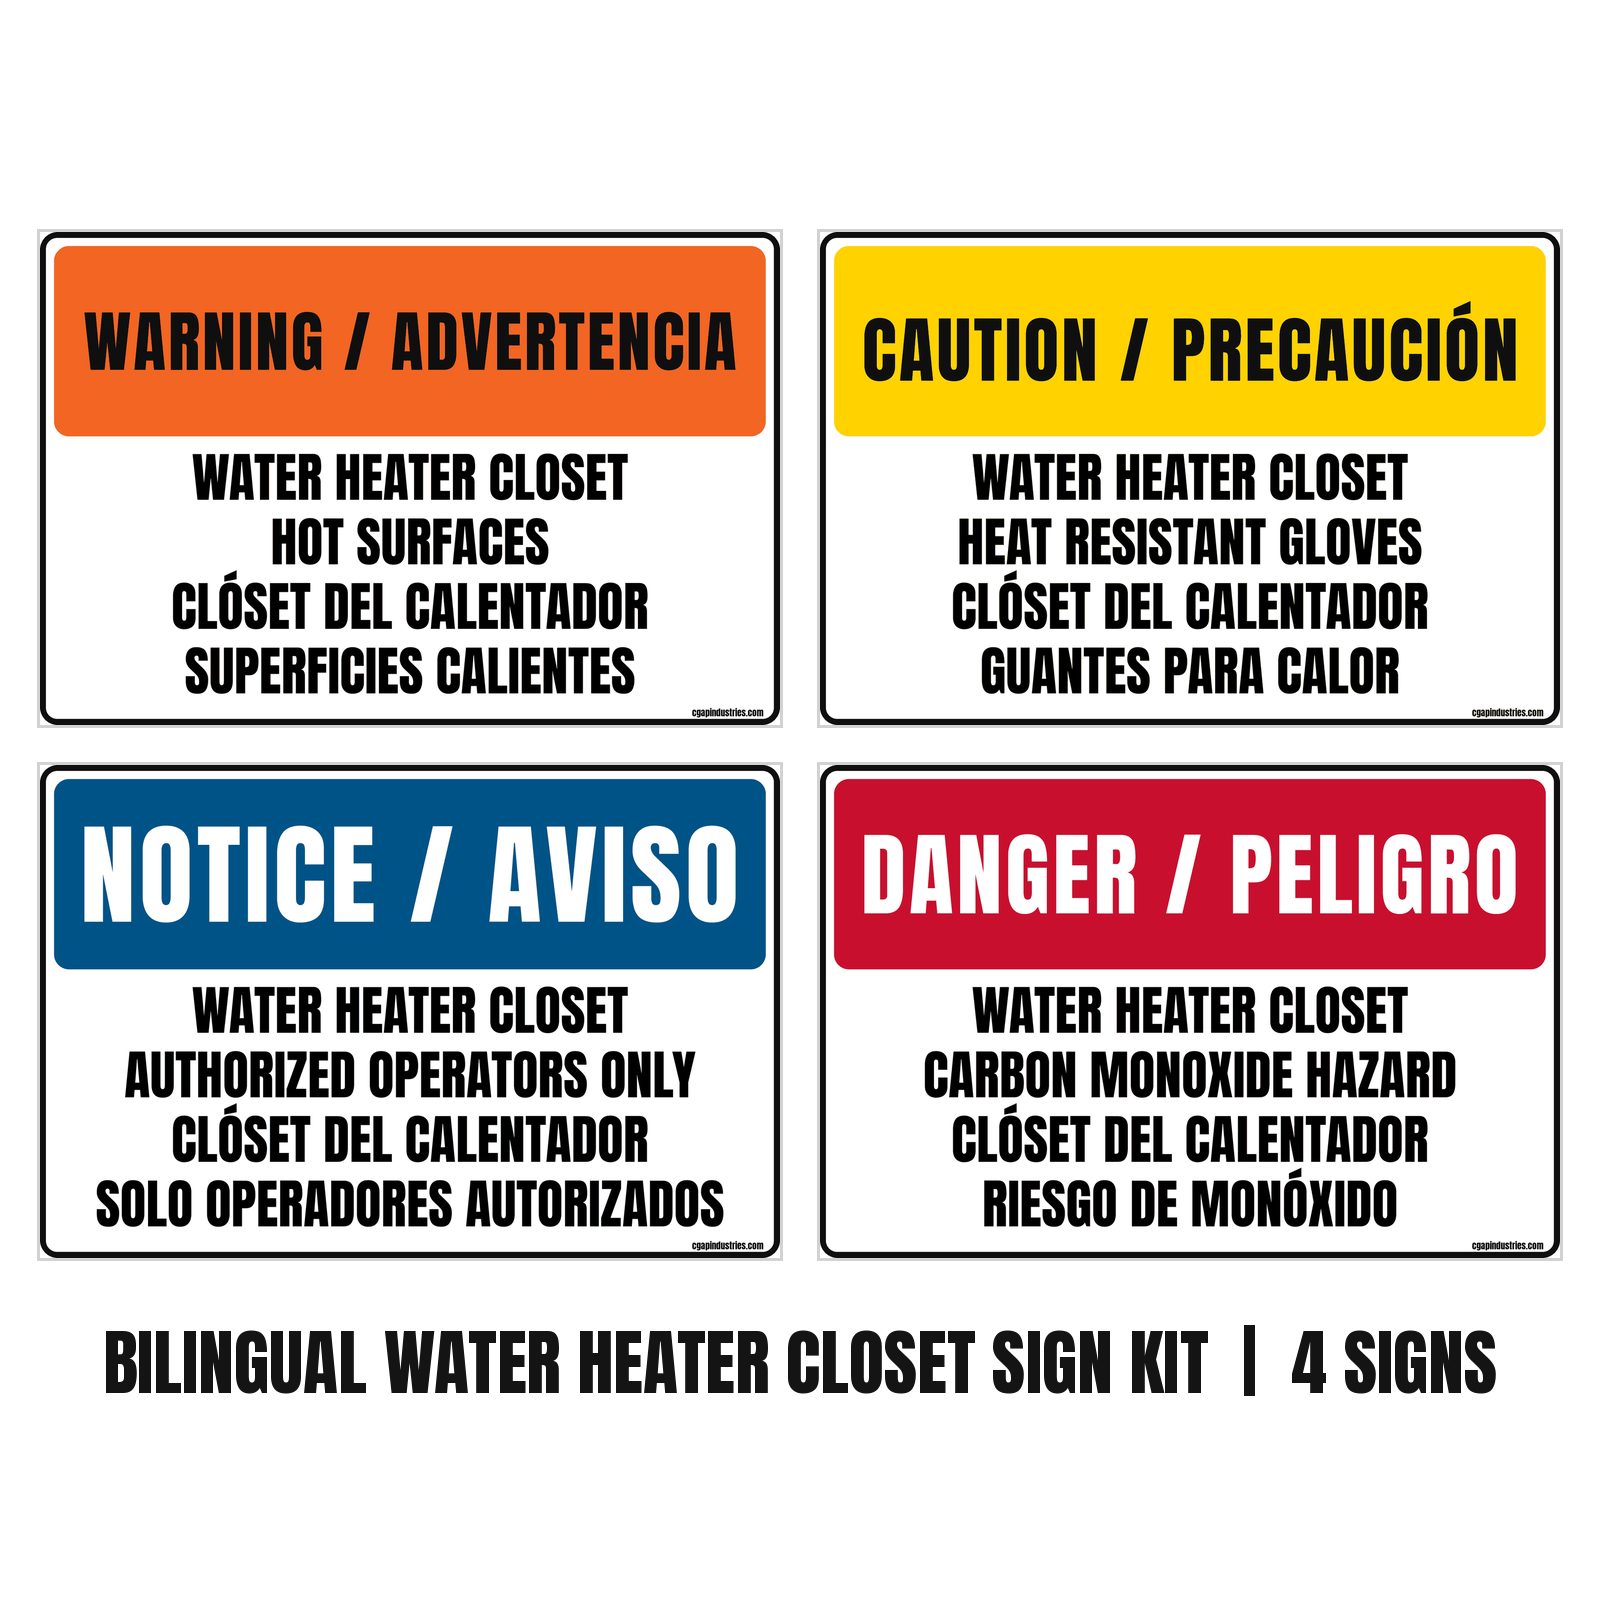 WARNING / ADVERTENCIA
WATER HEATER CLOSET
HOT SURFACES
CLÓSET DEL CALENTADOR
SUPERFICIES CALIENTES
cgapindustries.com
CAUTION / PRECAUCIÓN
WATER HEATER CLOSET
HEAT RESISTANT GLOVES
CLÓSET DEL CALENTADOR
GUANTES PARA CALOR
cgapindustries.com
NOTICE / AVISO
WATER HEATER CLOSET
AUTHORIZED OPERATORS ONLY
CLÓSET DEL CALENTADOR
SOLO OPERADORES AUTORIZADOS
cgapindustries.com
DANGER / PELIGRO
WATER HEATER CLOSET
CARBON MONOXIDE HAZARD
CLÓSET DEL CALENTADOR
RIESGO DE MONÓXIDO
cgapindustries.com
BILINGUAL WATER HEATER CLOSET SIGN KIT | 4 SIGNS